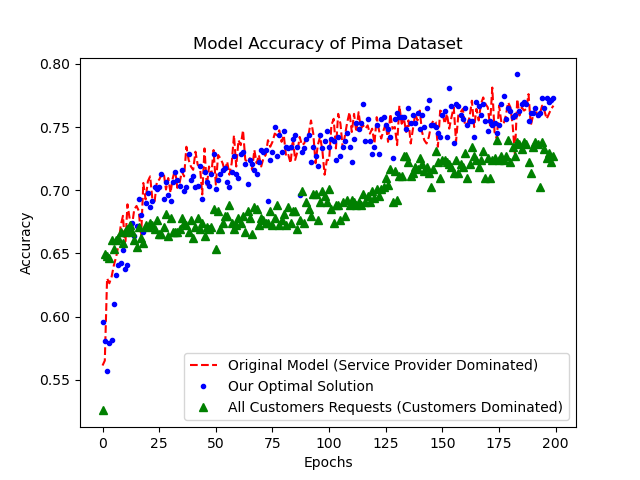 Model Accuracy of Pima Dataset
0.80
0.75
0.70
0.65
0.60
0.55
Accuracy
Original Model (Service Provider Dominated)
Our Optimal Solution
All Customers Requests (Customers Dominated)
0 25 50 75 100 125 150 175 200
Epochs